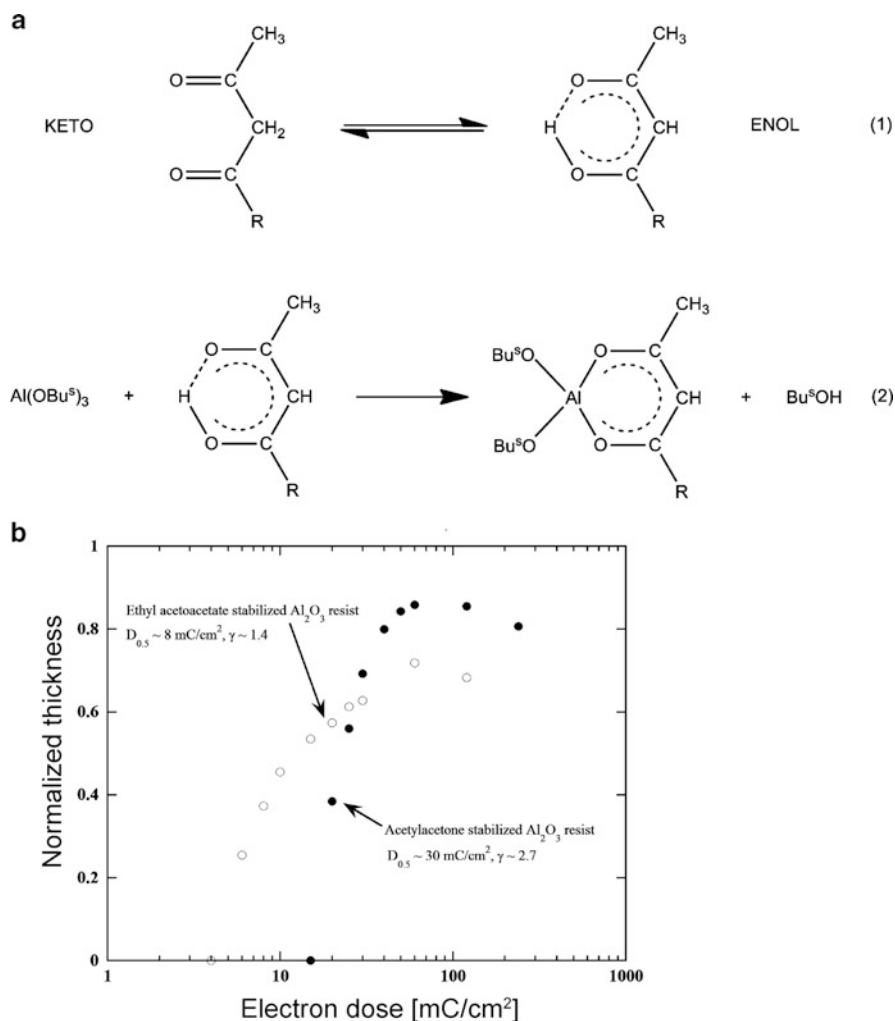 a
CH3
O C
KETO CH2
O C
R
CH3
O C
H CH ENOL (1)
O C
R
Al(OBuˢ)3 +
CH3
O C
H CH
O C
R
CH3
BuˢO O C
Al CH + BuˢOH (2)
BuˢO O C
R
b
1
0.8
0.6
0.4
0.2
0
Normalized thickness
Ethyl acetoacetate stabilized Al2O3 resist
D0.5 ~ 8 mC/cm², γ ~ 1.4
Acetylacetone stabilized Al2O3 resist
D0.5 ~ 30 mC/cm², γ ~ 2.7
1 10 100 1000
Electron dose [mC/cm²]